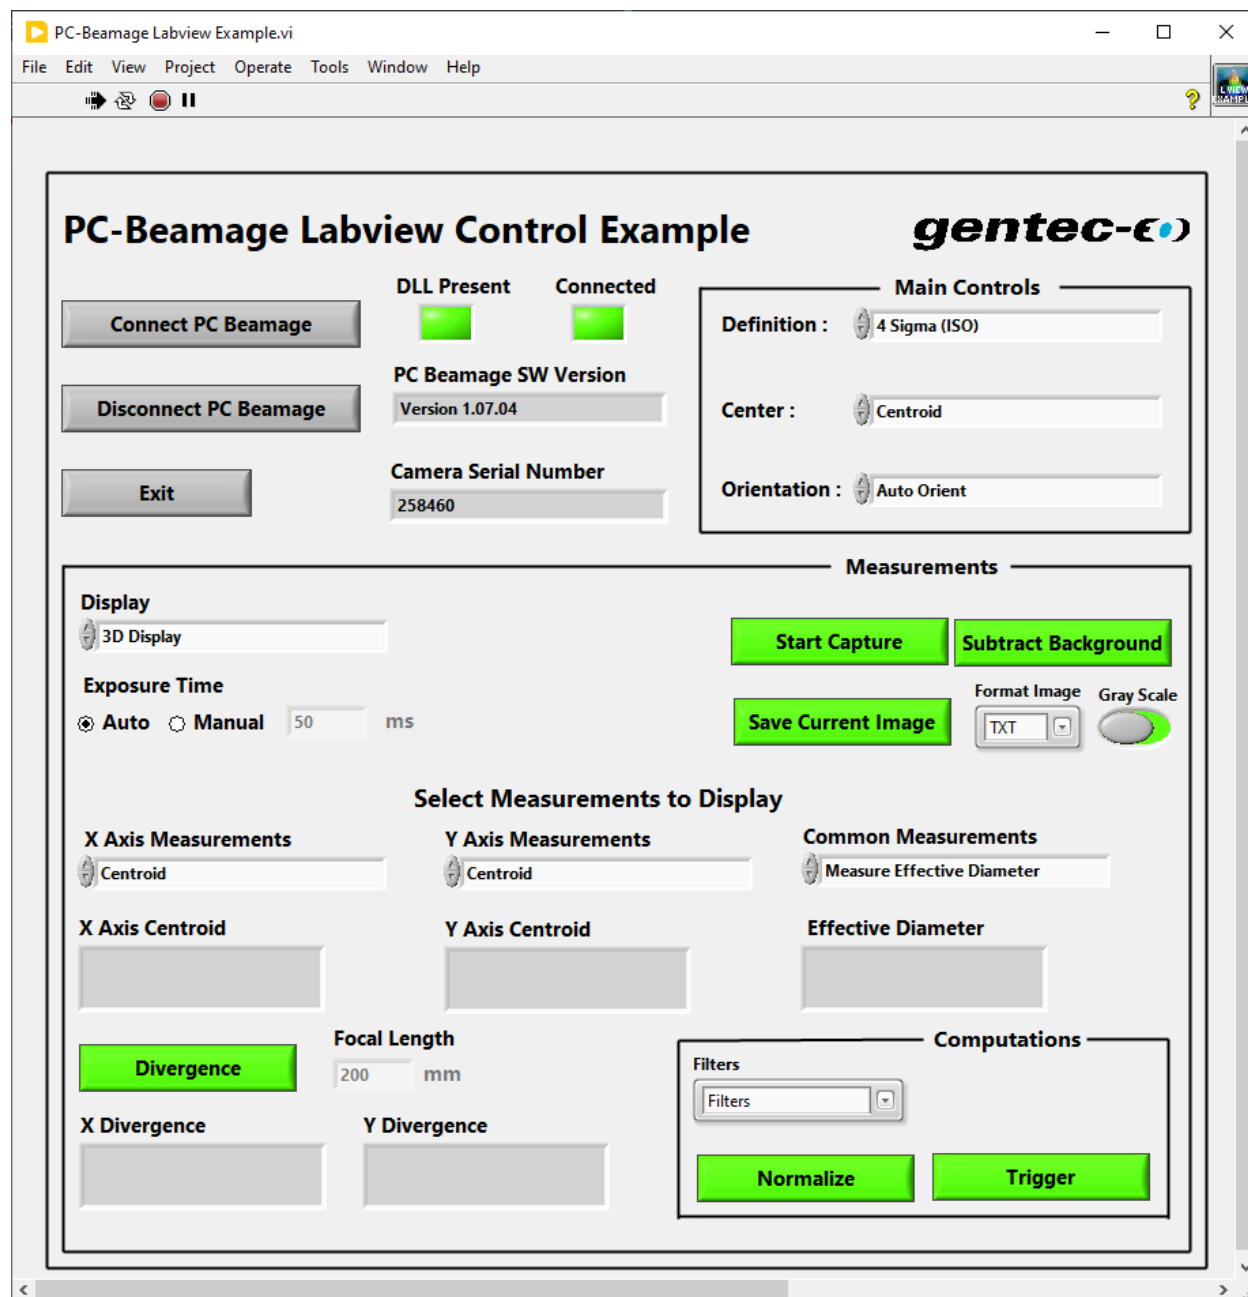 PC-Beamage Labview Example.vi
File Edit View Project Operate Tools Window Help
PC-Beamage Labview Control Example
gentec-eo
Connect PC Beamage
DLL Present
Connected
Main Controls
Definition : 4 Sigma (ISO)
Disconnect PC Beamage
PC Beamage SW Version
Version 1.07.04
Center : Centroid
Exit
Camera Serial Number
258460
Orientation : Auto Orient
Measurements
Display
3D Display
Start Capture
Subtract Background
Exposure Time
Auto Manual 50 ms
Save Current Image
Format Image
TXT
Gray Scale
Select Measurements to Display
X Axis Measurements
Centroid
Y Axis Measurements
Centroid
Common Measurements
Measure Effective Diameter
X Axis Centroid
Y Axis Centroid
Effective Diameter
Divergence
Focal Length
200 mm
X Divergence
Y Divergence
Computations
Filters
Filters
Normalize
Trigger